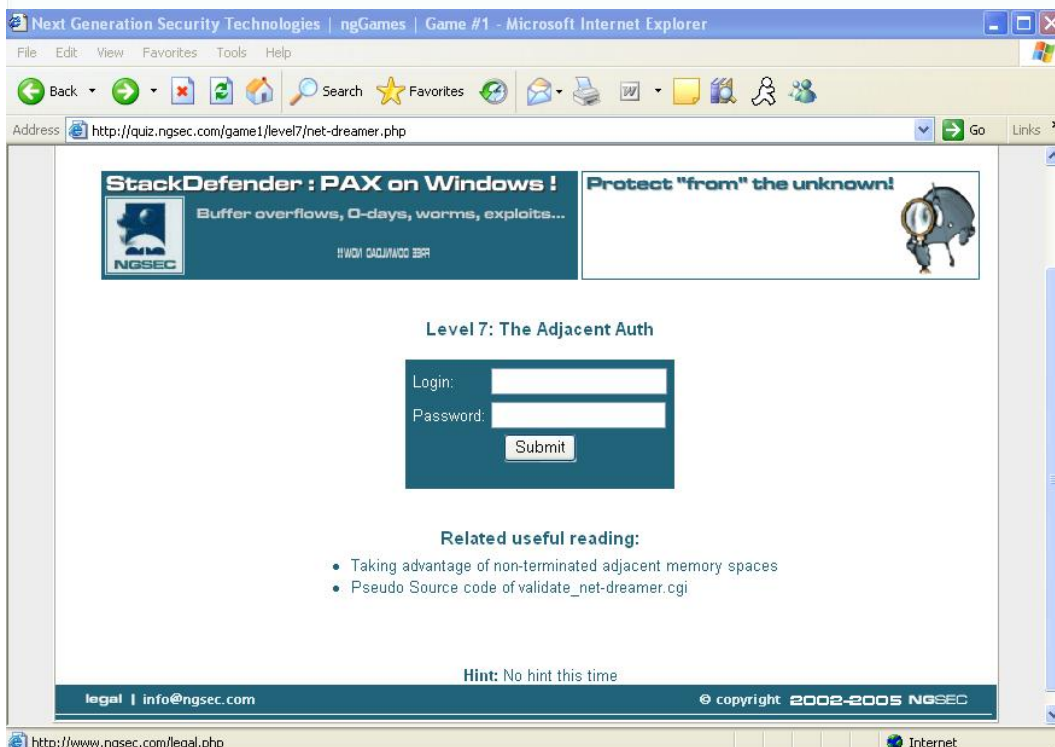 Next Generation Security Technologies | ngGames | Game #1 - Microsoft Internet Explorer
File Edit View Favorites Tools Help
Back Search Favorites
Address http://quiz.ngsec.com/game1/level7/net-dreamer.php Go Links
StackDefender : PAX on Windows !
Buffer overflows, 0-days, worms, exploits...
FREE DOWNLOAD NOW!!
NGSEC
Protect "from" the unknown!
Level 7: The Adjacent Auth
Login:
Password:
Submit
Related useful reading:
• Taking advantage of non-terminated adjacent memory spaces
• Pseudo Source code of validate_net-dreamer.cgi
Hint: No hint this time
legal | info@ngsec.com © copyright 2002-2005 NGSEC
http://www.ngsec.com/legal.php Internet